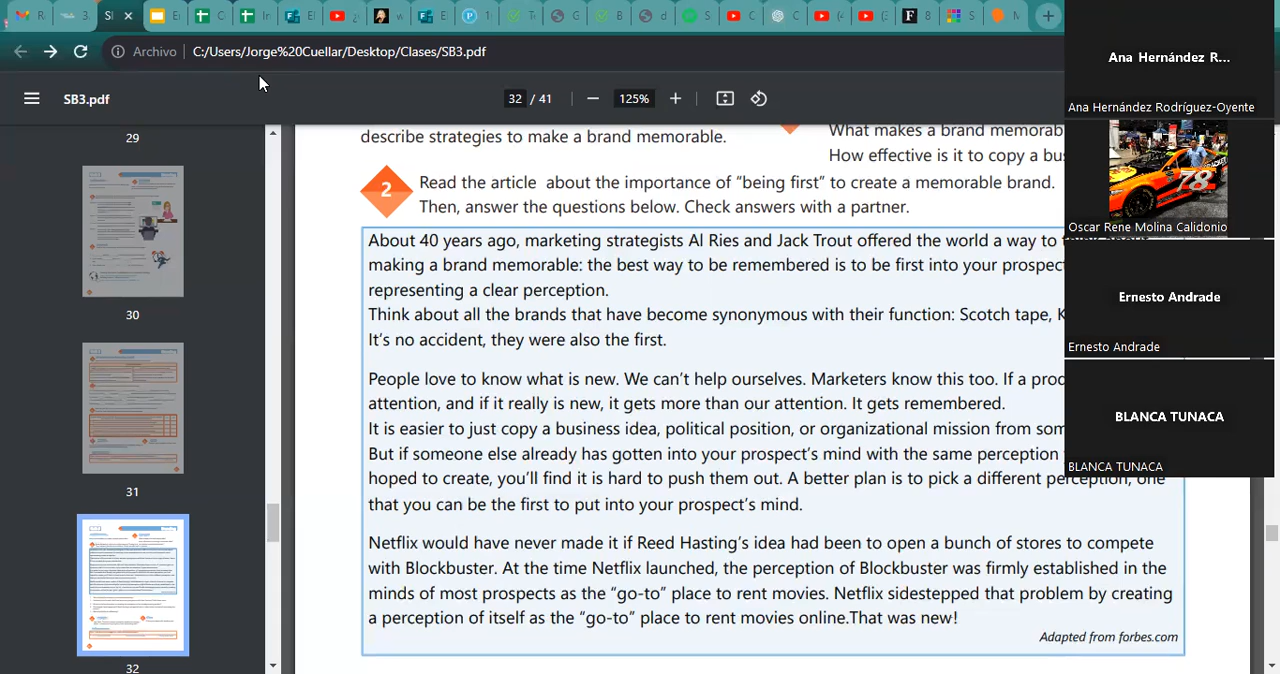 Archivo C:/Users/Jorge%20Cuellar/Desktop/Clases/SB3.pdf
SB3.pdf
32 / 41
125%
29
30
31
32
describe strategies to make a brand memorable.
What makes a brand memorab
How effective is it to copy a bu
2
Read the article about the importance of "being first" to create a memorable brand.
Then, answer the questions below. Check answers with a partner.
About 40 years ago, marketing strategists Al Ries and Jack Trout offered the world a way to
making a brand memorable: the best way to be remembered is to be first into your prospect
representing a clear perception.
Think about all the brands that have become synonymous with their function: Scotch tape, K
It's no accident, they were also the first.
People love to know what is new. We can't help ourselves. Marketers know this too. If a prod
attention, and if it really is new, it gets more than our attention. It gets remembered.
It is easier to just copy a business idea, political position, or organizational mission from som
But if someone else already has gotten into your prospect's mind with the same perception
hoped to create, you'll find it is hard to push them out. A better plan is to pick a different perception, one
that you can be the first to put into your prospect's mind.
Netflix would have never made it if Reed Hasting's idea had been to open a bunch of stores to compete
with Blockbuster. At the time Netflix launched, the perception of Blockbuster was firmly established in the
minds of most prospects as the "go-to" place to rent movies. Netflix sidestepped that problem by creating
a perception of itself as the "go-to" place to rent movies online.That was new!
Adapted from forbes.com
Ana Hernández R...
Ana Hernández Rodríguez-Oyente
78
Oscar Rene Molina Calidonio
Ernesto Andrade
Ernesto Andrade
BLANCA TUNACA
BLANCA TUNACA